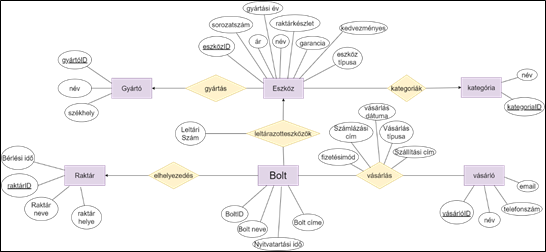 gyártási év
sorozatszám
raktárkészlet
kedvezményes
eszközID
ár
név
garancia
eszköz
típusa
gyártóID
név
székhely
Gyártó
gyártás
Eszköz
kategóriák
kategória
név
kategoriaID
Leltári
Szám
leltárazotteszközök
vásárlás
dátuma
Számlázási
cím
Vásárlás
típusa
fizetésimód
Szállítási cím
Bérlési idő
raktárID
Raktár
neve
raktár
helye
Raktár
elhelyezedés
Bolt
vásárlás
vásárló
email
telefonszám
név
vásárlóID
BoltID
Bolt neve
Nyitvatartási idő
Bolt címe